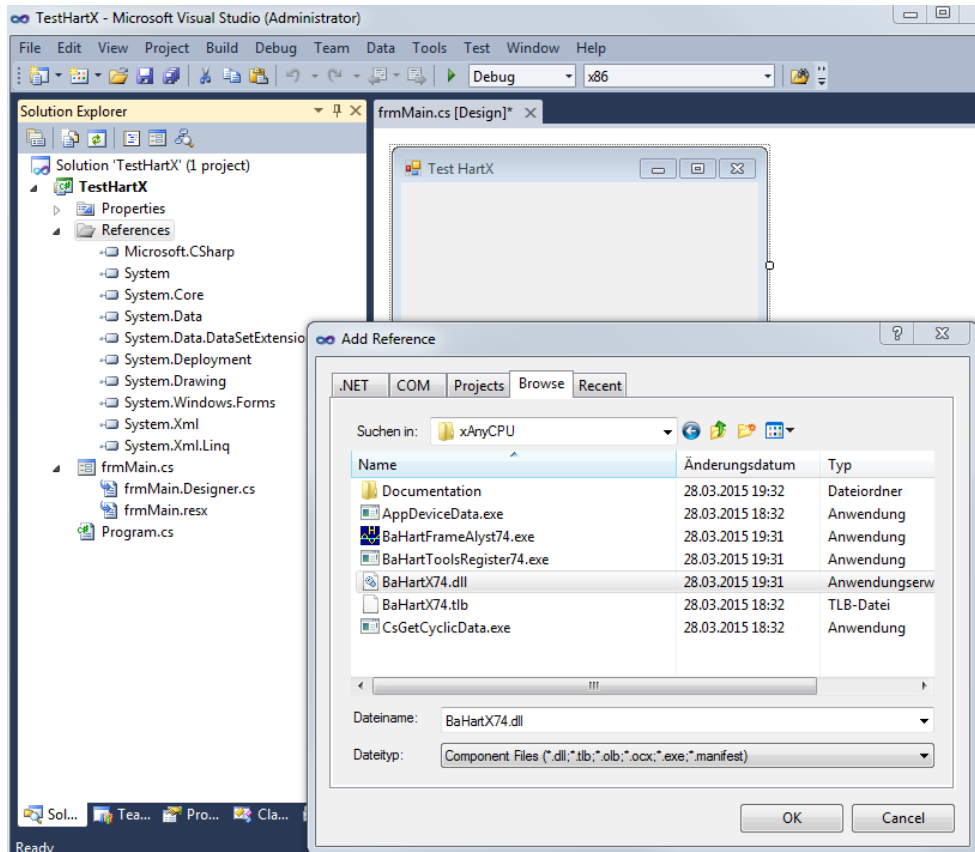 TestHartX - Microsoft Visual Studio (Administrator)
File Edit View Project Build Debug Team Data Tools Test Window Help
Debug x86
Solution Explorer
frmMain.cs [Design]*
Solution 'TestHartX' (1 project)
TestHartX
Properties
References
Microsoft.CSharp
System
System.Core
System.Data
System.Data.DataSetExtensio
System.Deployment
System.Drawing
System.Windows.Forms
System.Xml
System.Xml.Linq
frmMain.cs
frmMain.Designer.cs
frmMain.resx
Program.cs
Test HartX
Add Reference
.NET COM Projects Browse Recent
Suchen in: xAnyCPU
Name Änderungsdatum Typ
Documentation 28.03.2015 19:32 Dateiordner
AppDeviceData.exe 28.03.2015 18:32 Anwendung
BaHartFrameAlyst74.exe 28.03.2015 19:31 Anwendung
BaHartToolsRegister74.exe 28.03.2015 19:31 Anwendung
BaHartX74.dll 28.03.2015 19:31 Anwendungserw
BaHartX74.tlb 28.03.2015 18:32 TLB-Datei
CsGetCyclicData.exe 28.03.2015 18:32 Anwendung
Dateiname: BaHartX74.dll
Dateityp: Component Files (*.dll;*.tlb;*.olb;*.ocx;*.exe;*.manifest)
OK Cancel
Sol... Tea... Pro... Cla...
Ready